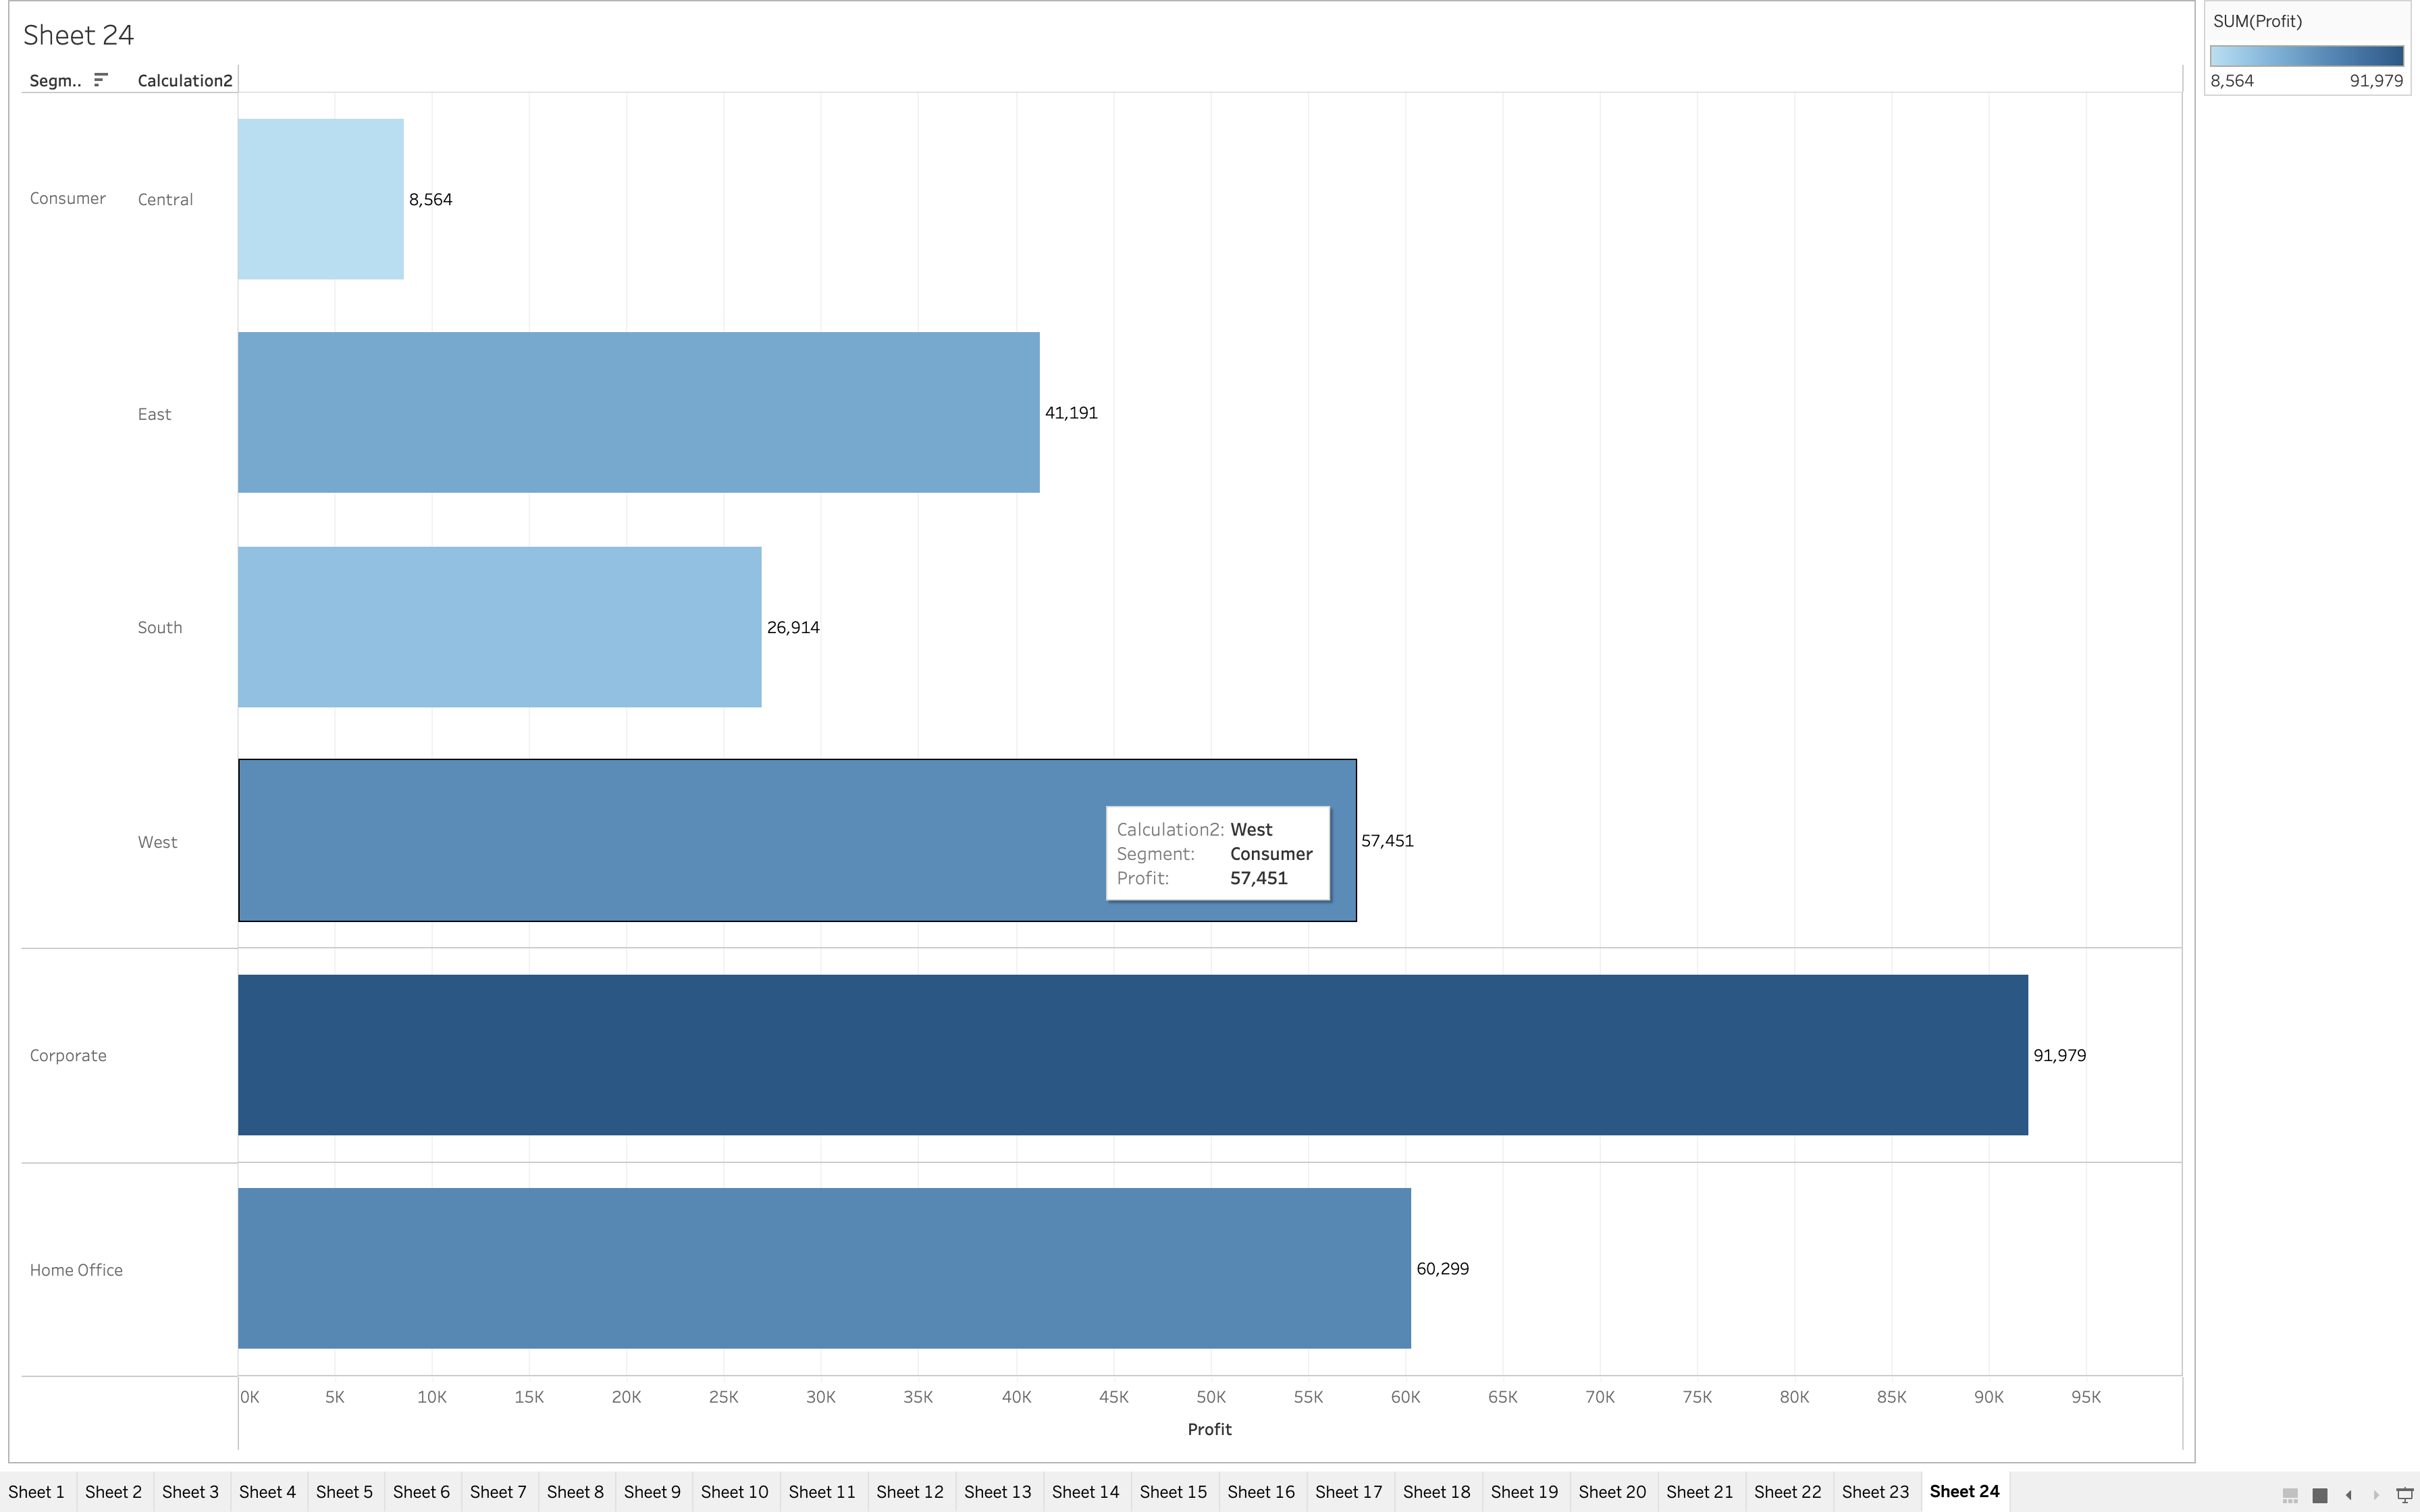 Sheet 24
SUM(Profit)
8,564 91,979
Segm.. Calculation2
Consumer Central 8,564
East 41,191
South 26,914
West 57,451
Calculation2: West
Segment: Consumer
Profit: 57,451
Corporate 91,979
Home Office 60,299
0K 5K 10K 15K 20K 25K 30K 35K 40K 45K 50K 55K 60K 65K 70K 75K 80K 85K 90K 95K
Profit
Sheet 1 Sheet 2 Sheet 3 Sheet 4 Sheet 5 Sheet 6 Sheet 7 Sheet 8 Sheet 9 Sheet 10 Sheet 11 Sheet 12 Sheet 13 Sheet 14 Sheet 15 Sheet 16 Sheet 17 Sheet 18 Sheet 19 Sheet 20 Sheet 21 Sheet 22 Sheet 23 Sheet 24